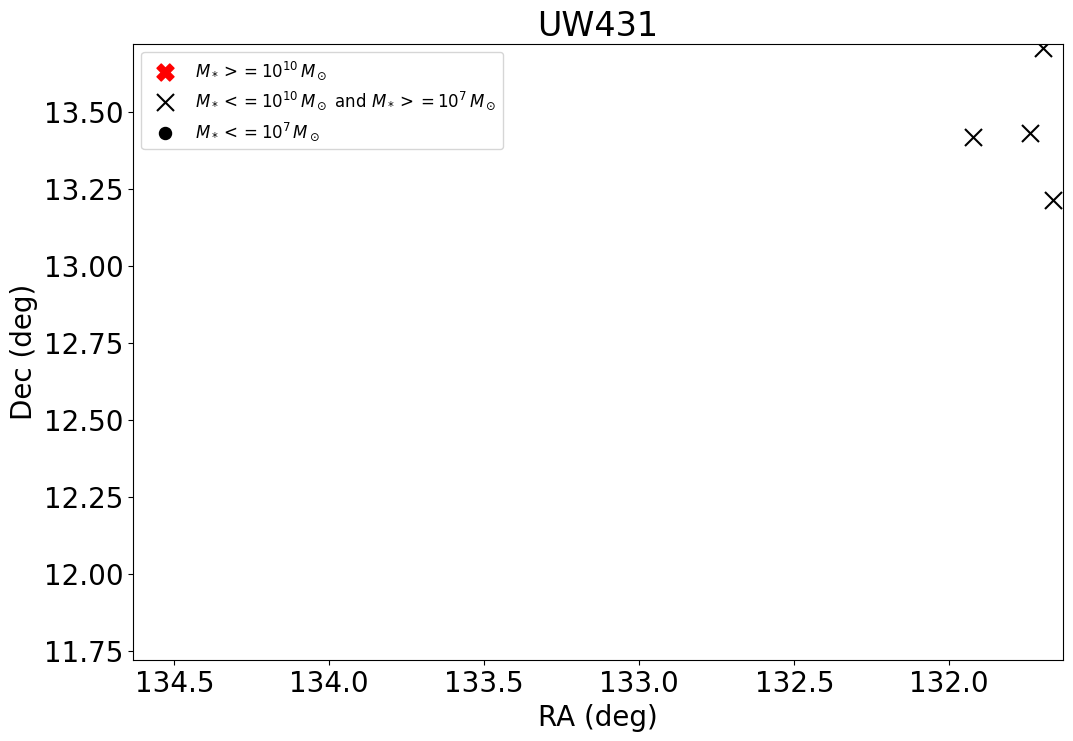 UW431
M* >= 10^10 M⊙
M* <= 10^10 M⊙ and M* >= 10^7 M⊙
M* <= 10^7 M⊙
13.50
13.25
13.00
12.75
12.50
12.25
12.00
11.75
Dec (deg)
134.5 134.0 133.5 133.0 132.5 132.0
RA (deg)